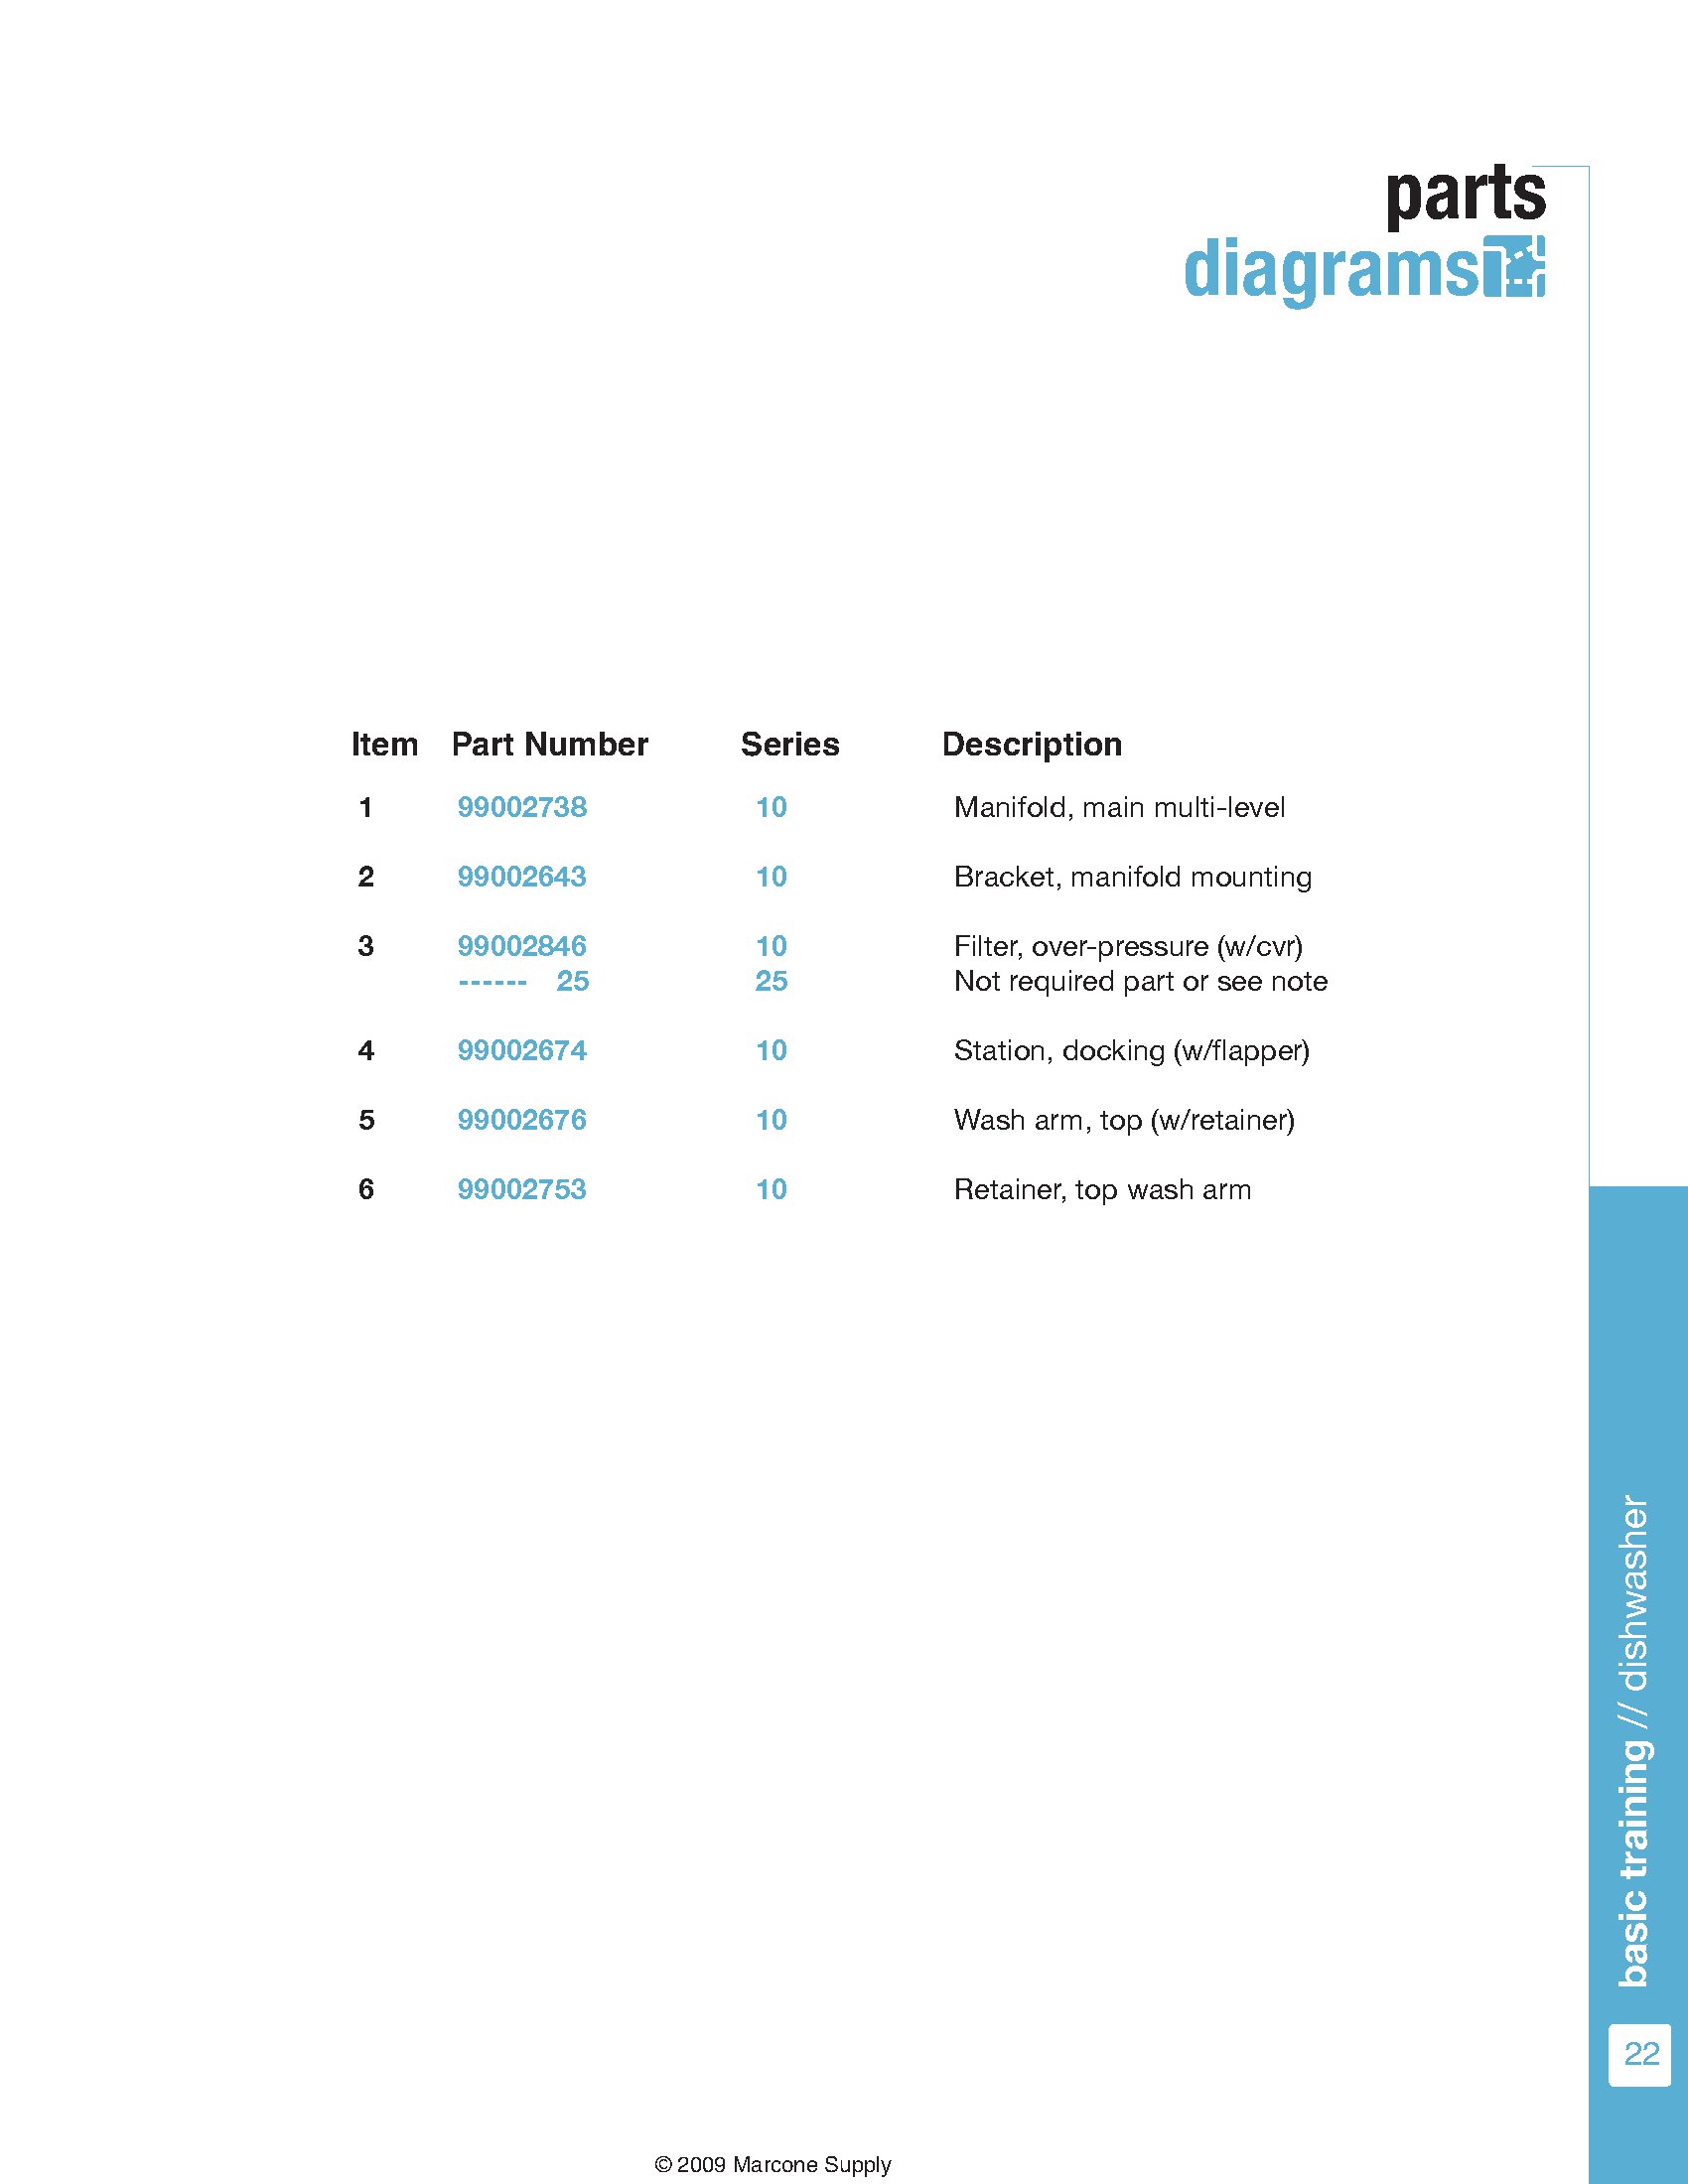 parts
diagrams
Item Part Number Series Description
1 99002738 10 Manifold, main multi-level
2 99002643 10 Bracket, manifold mounting
3 99002846 10 Filter, over-pressure (w/cvr)
------ 25 25 Not required part or see note
4 99002674 10 Station, docking (w/flapper)
5 99002676 10 Wash arm, top (w/retainer)
6 99002753 10 Retainer, top wash arm
basic training // dishwasher
22
© 2009 Marcone Supply